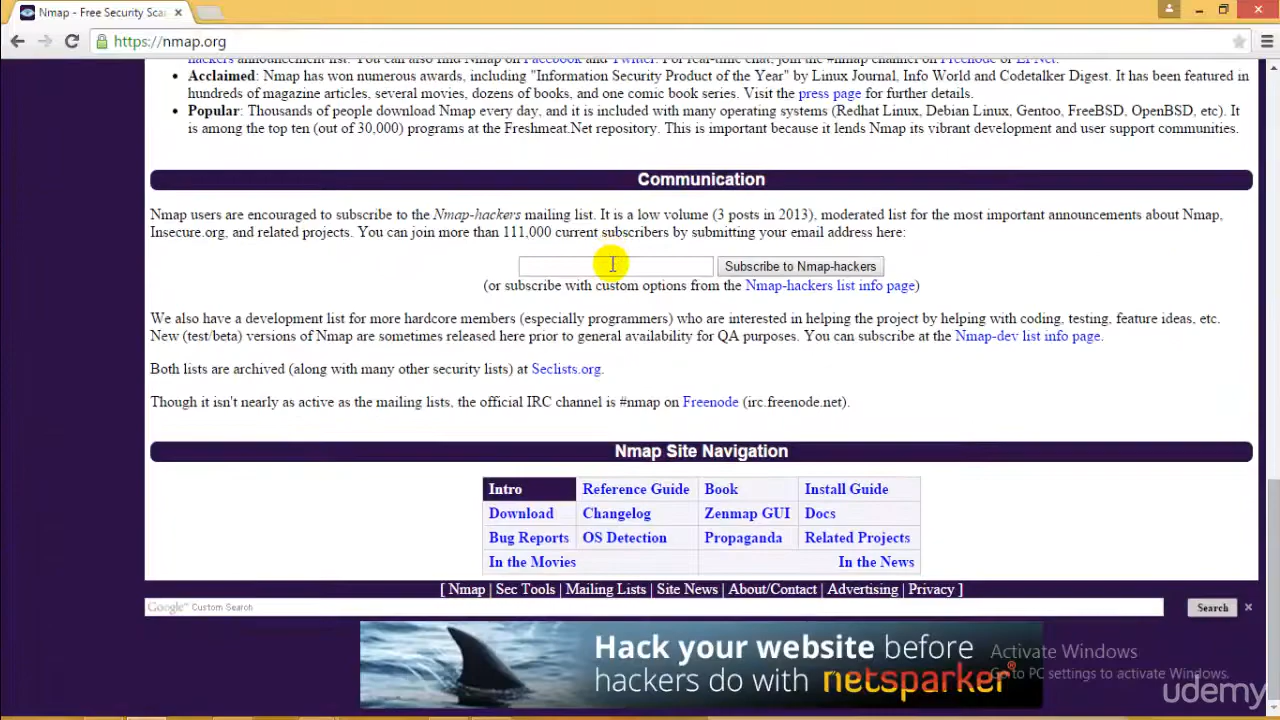 Nmap - Free Security Sca
https://nmap.org
hackers announcement list. You can also find Nmap on Facebook and Twitter. For real-time chat, join the #nmap channel on Freenode or EFNet.
• Acclaimed: Nmap has won numerous awards, including "Information Security Product of the Year" by Linux Journal, Info World and Codetalker Digest. It has been featured in
hundreds of magazine articles, several movies, dozens of books, and one comic book series. Visit the press page for further details.
• Popular: Thousands of people download Nmap every day, and it is included with many operating systems (Redhat Linux, Debian Linux, Gentoo, FreeBSD, OpenBSD, etc). It
is among the top ten (out of 30,000) programs at the Freshmeat.Net repository. This is important because it lends Nmap its vibrant development and user support communities.
Communication
Nmap users are encouraged to subscribe to the Nmap-hackers mailing list. It is a low volume (3 posts in 2013), moderated list for the most important announcements about Nmap,
Insecure.org, and related projects. You can join more than 111,000 current subscribers by submitting your email address here:
Subscribe to Nmap-hackers
(or subscribe with custom options from the Nmap-hackers list info page)
We also have a development list for more hardcore members (especially programmers) who are interested in helping the project by helping with coding, testing, feature ideas, etc.
New (test/beta) versions of Nmap are sometimes released here prior to general availability for QA purposes. You can subscribe at the Nmap-dev list info page.
Both lists are archived (along with many other security lists) at Seclists.org.
Though it isn't nearly as active as the mailing lists, the official IRC channel is #nmap on Freenode (irc.freenode.net).
Nmap Site Navigation
Intro Reference Guide Book Install Guide
Download Changelog Zenmap GUI Docs
Bug Reports OS Detection Propaganda Related Projects
In the Movies In the News
[ Nmap | Sec Tools | Mailing Lists | Site News | About/Contact | Advertising | Privacy ]
Google™ Custom Search Search
Hack your website before
hackers do with netsparker®
Activate Windows
Go to PC settings to activate Windows.
udemy